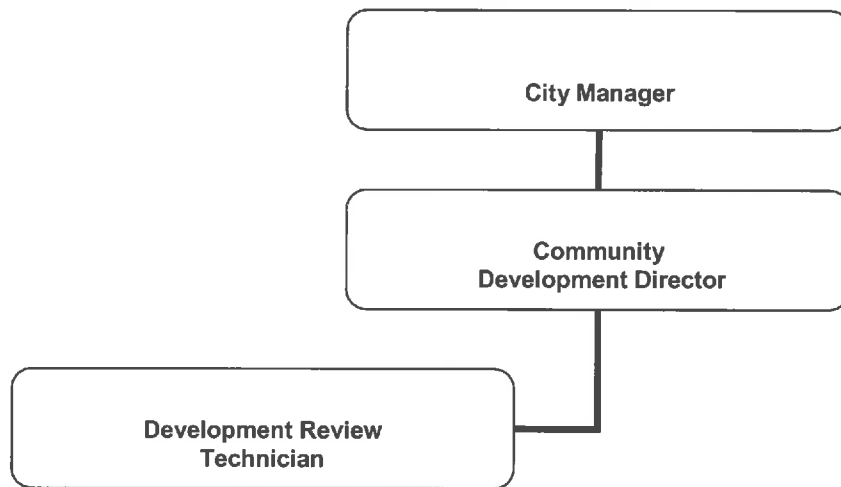 City Manager
Community
Development Director
Development Review
Technician